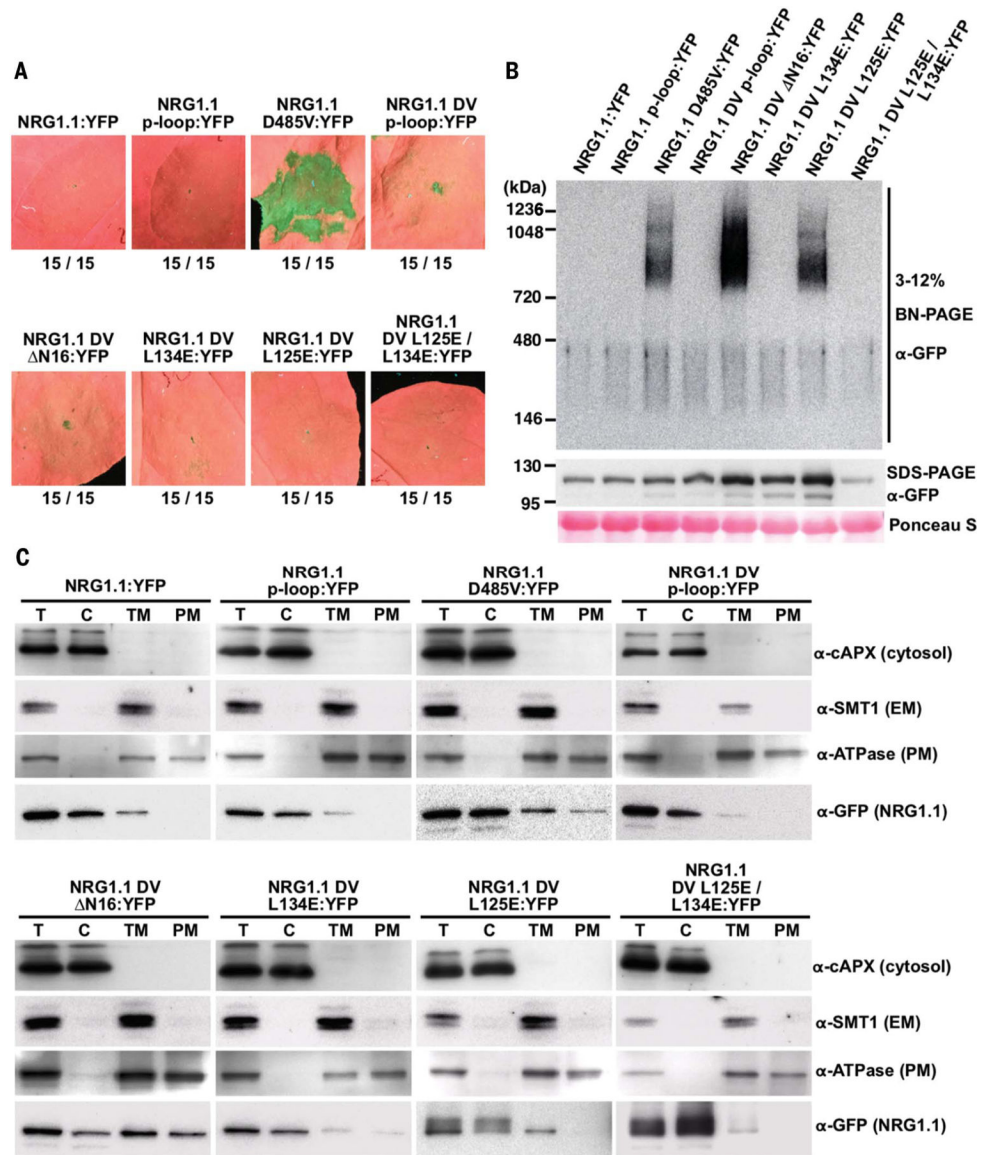 A
NRG1.1:YFP
NRG1.1
p-loop:YFP
NRG1.1
D485V:YFP
NRG1.1 DV
p-loop:YFP
15 / 15
15 / 15
15 / 15
15 / 15
NRG1.1 DV
ΔN16:YFP
NRG1.1 DV
L134E:YFP
NRG1.1 DV
L125E:YFP
NRG1.1
DV L125E /
L134E:YFP
15 / 15
15 / 15
15 / 15
15 / 15
B
NRG1.1:YFP
NRG1.1 p-loop:YFP
NRG1.1 D485V:YFP
NRG1.1 DV p-loop:YFP
NRG1.1 DV ΔN16:YFP
NRG1.1 DV L134E:YFP
NRG1.1 DV L125E:YFP
NRG1.1 DV L125E /
L134E:YFP
(kDa)
1236
1048
720
480
146
3-12%
BN-PAGE
α-GFP
130
95
SDS-PAGE
α-GFP
Ponceau S
C
NRG1.1:YFP
NRG1.1
p-loop:YFP
NRG1.1
D485V:YFP
NRG1.1 DV
p-loop:YFP
T C TM PM
T C TM PM
T C TM PM
T C TM PM
α-cAPX (cytosol)
α-SMT1 (EM)
α-ATPase (PM)
α-GFP (NRG1.1)
NRG1.1 DV
ΔN16:YFP
NRG1.1 DV
L134E:YFP
NRG1.1 DV
L125E:YFP
NRG1.1
DV L125E /
L134E:YFP
T C TM PM
T C TM PM
T C TM PM
T C TM PM
α-cAPX (cytosol)
α-SMT1 (EM)
α-ATPase (PM)
α-GFP (NRG1.1)